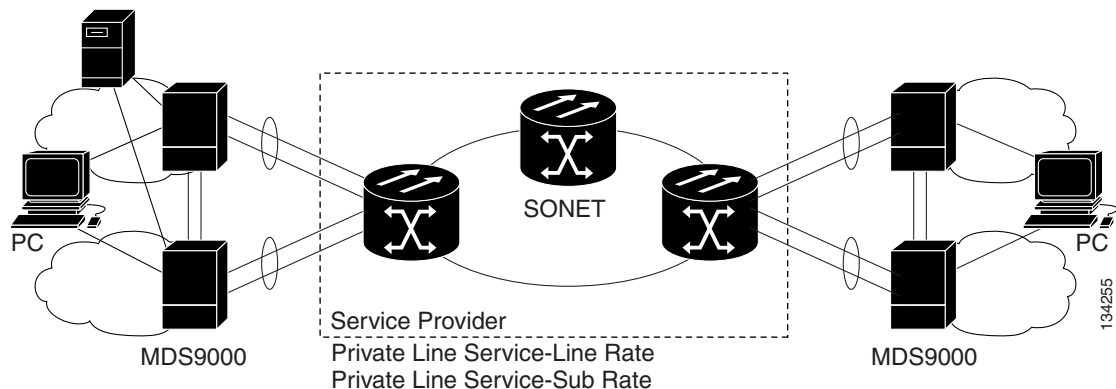 SONET
PC
PC
134255
Service Provider
MDS9000
Private Line Service-Line Rate
MDS9000
Private Line Service-Sub Rate